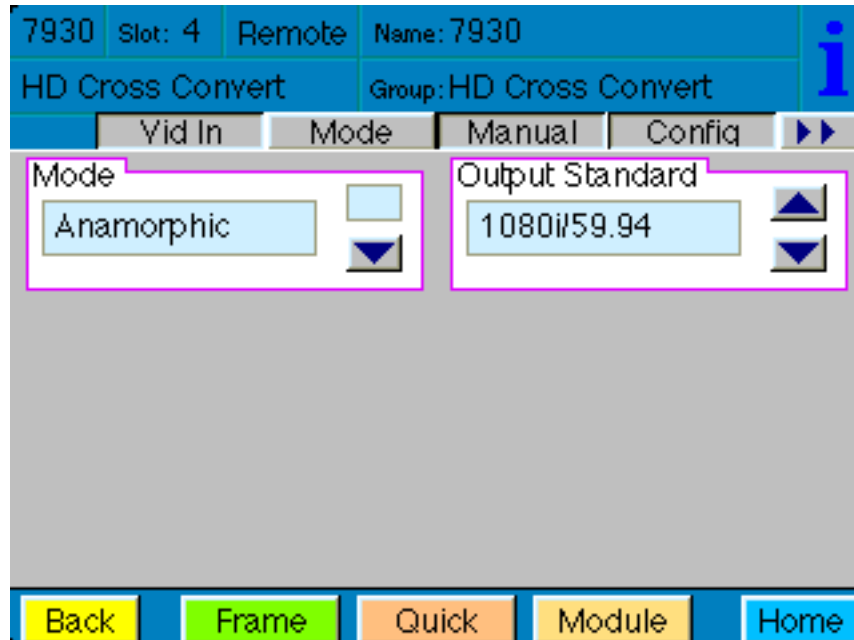 7930 Slot: 4 Remote Name: 7930
HD Cross Convert Group: HD Cross Convert
i
Vid In Mode Manual Config
Mode Output Standard
Anamorphic 1080i/59.94
Back Frame Quick Module Home